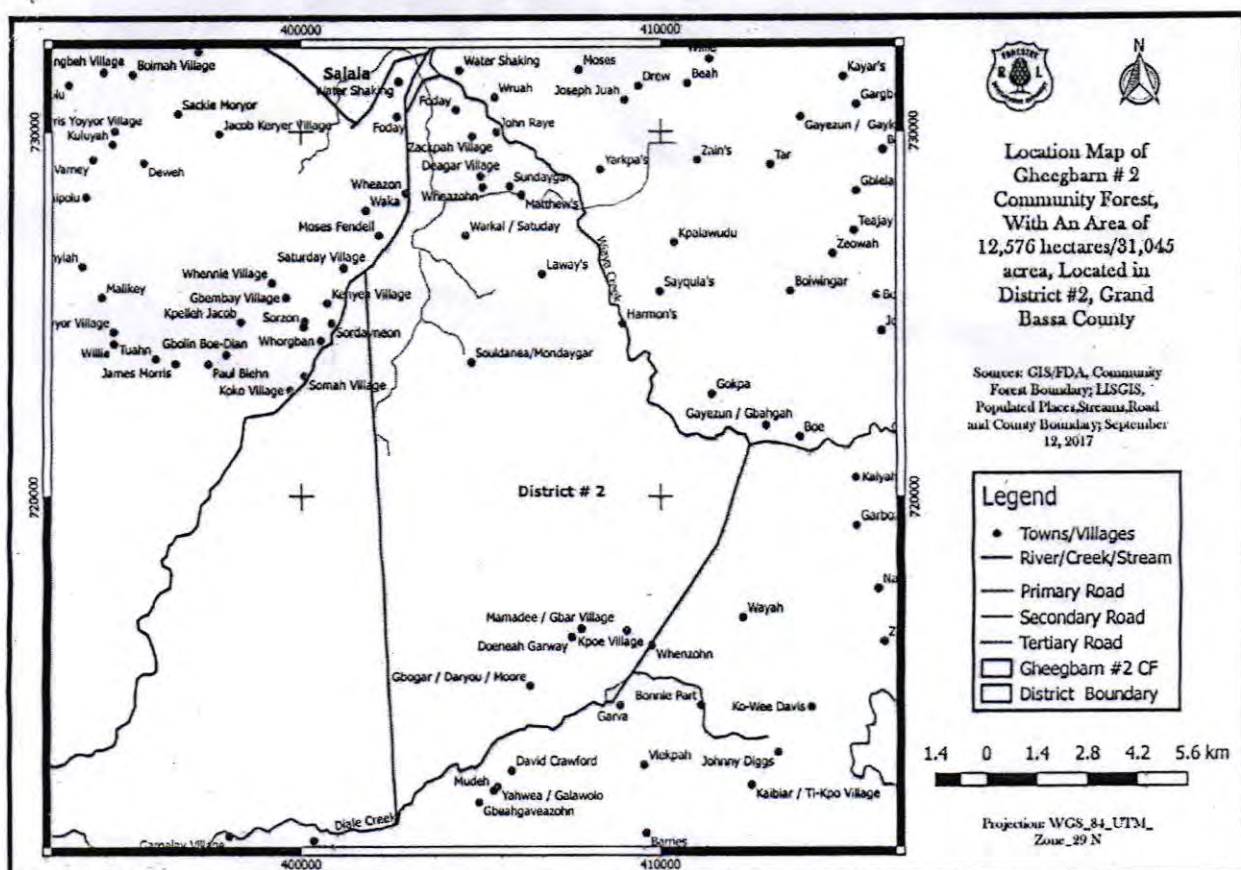 400000
410000
730000
720000
730000
720000
400000
410000
Boimah Village
Sackie Moryor
Kuluyah
Jacob Keryer Village
Varney
Deweh
Salala
Water Shaking
Water Shaking
Foday
Foday
Wruah
John Raye
Zackpah Village
Deagar Village
Wheazon
Waka
Wheazohn
Sundaygar
Matthew's
Moses Fendell
Warkai / Satuday
Saturday Village
Laway's
Moses
Joseph Juah
Drew
Beah
Kayar's
Yarkpa's
Zain's
Tar
Kpalawudu
Teajay
Zeowah
Sayqula's
Boiwingar
Harmon's
Malikey
Whennie Village
Gbembay Village
Kenyea Village
Kpelleh Jacob
Sorzon
Sordayneon
Whorgban
Willie
Tuahn
Gbolin Boe-Dian
James Morris
Paul Biehn
Koko Village
Somah Village
Souldanea/Mondaygar
Gokpa
Gayezun / Gbahgah
Boe
District # 2
Wayah
Mamadee / Gbar Village
Doeneah Garway
Kpoe Village
Whenzohn
Gbogar / Daryou / Moore
Garva
Bonnie Part
Ko-Wee Davis
David Crawford
Viokpah
Johnny Diggs
Mudeh
Yahwea / Galawolo
Gbeahgaveazohn
Kaibiar / Ti-Kpo Village
Diale Creek
Barries
N
Location Map of
Gheegbarn # 2
Community Forest,
With An Area of
12,576 hectares/31,045
acrea, Located in
District #2, Grand
Bassa County
Sources: GIS/FDA, Community
Forest Boundary; LISGIS,
Populated Places,Streams,Road
and County Boundary; September
12, 2017
Legend
Towns/Villages
River/Creek/Stream
Primary Road
Secondary Road
Tertiary Road
Gheegbarn #2 CF
District Boundary
1.4 0 1.4 2.8 4.2 5.6 km
Projection: WGS_84_UTM_
Zone_29 N